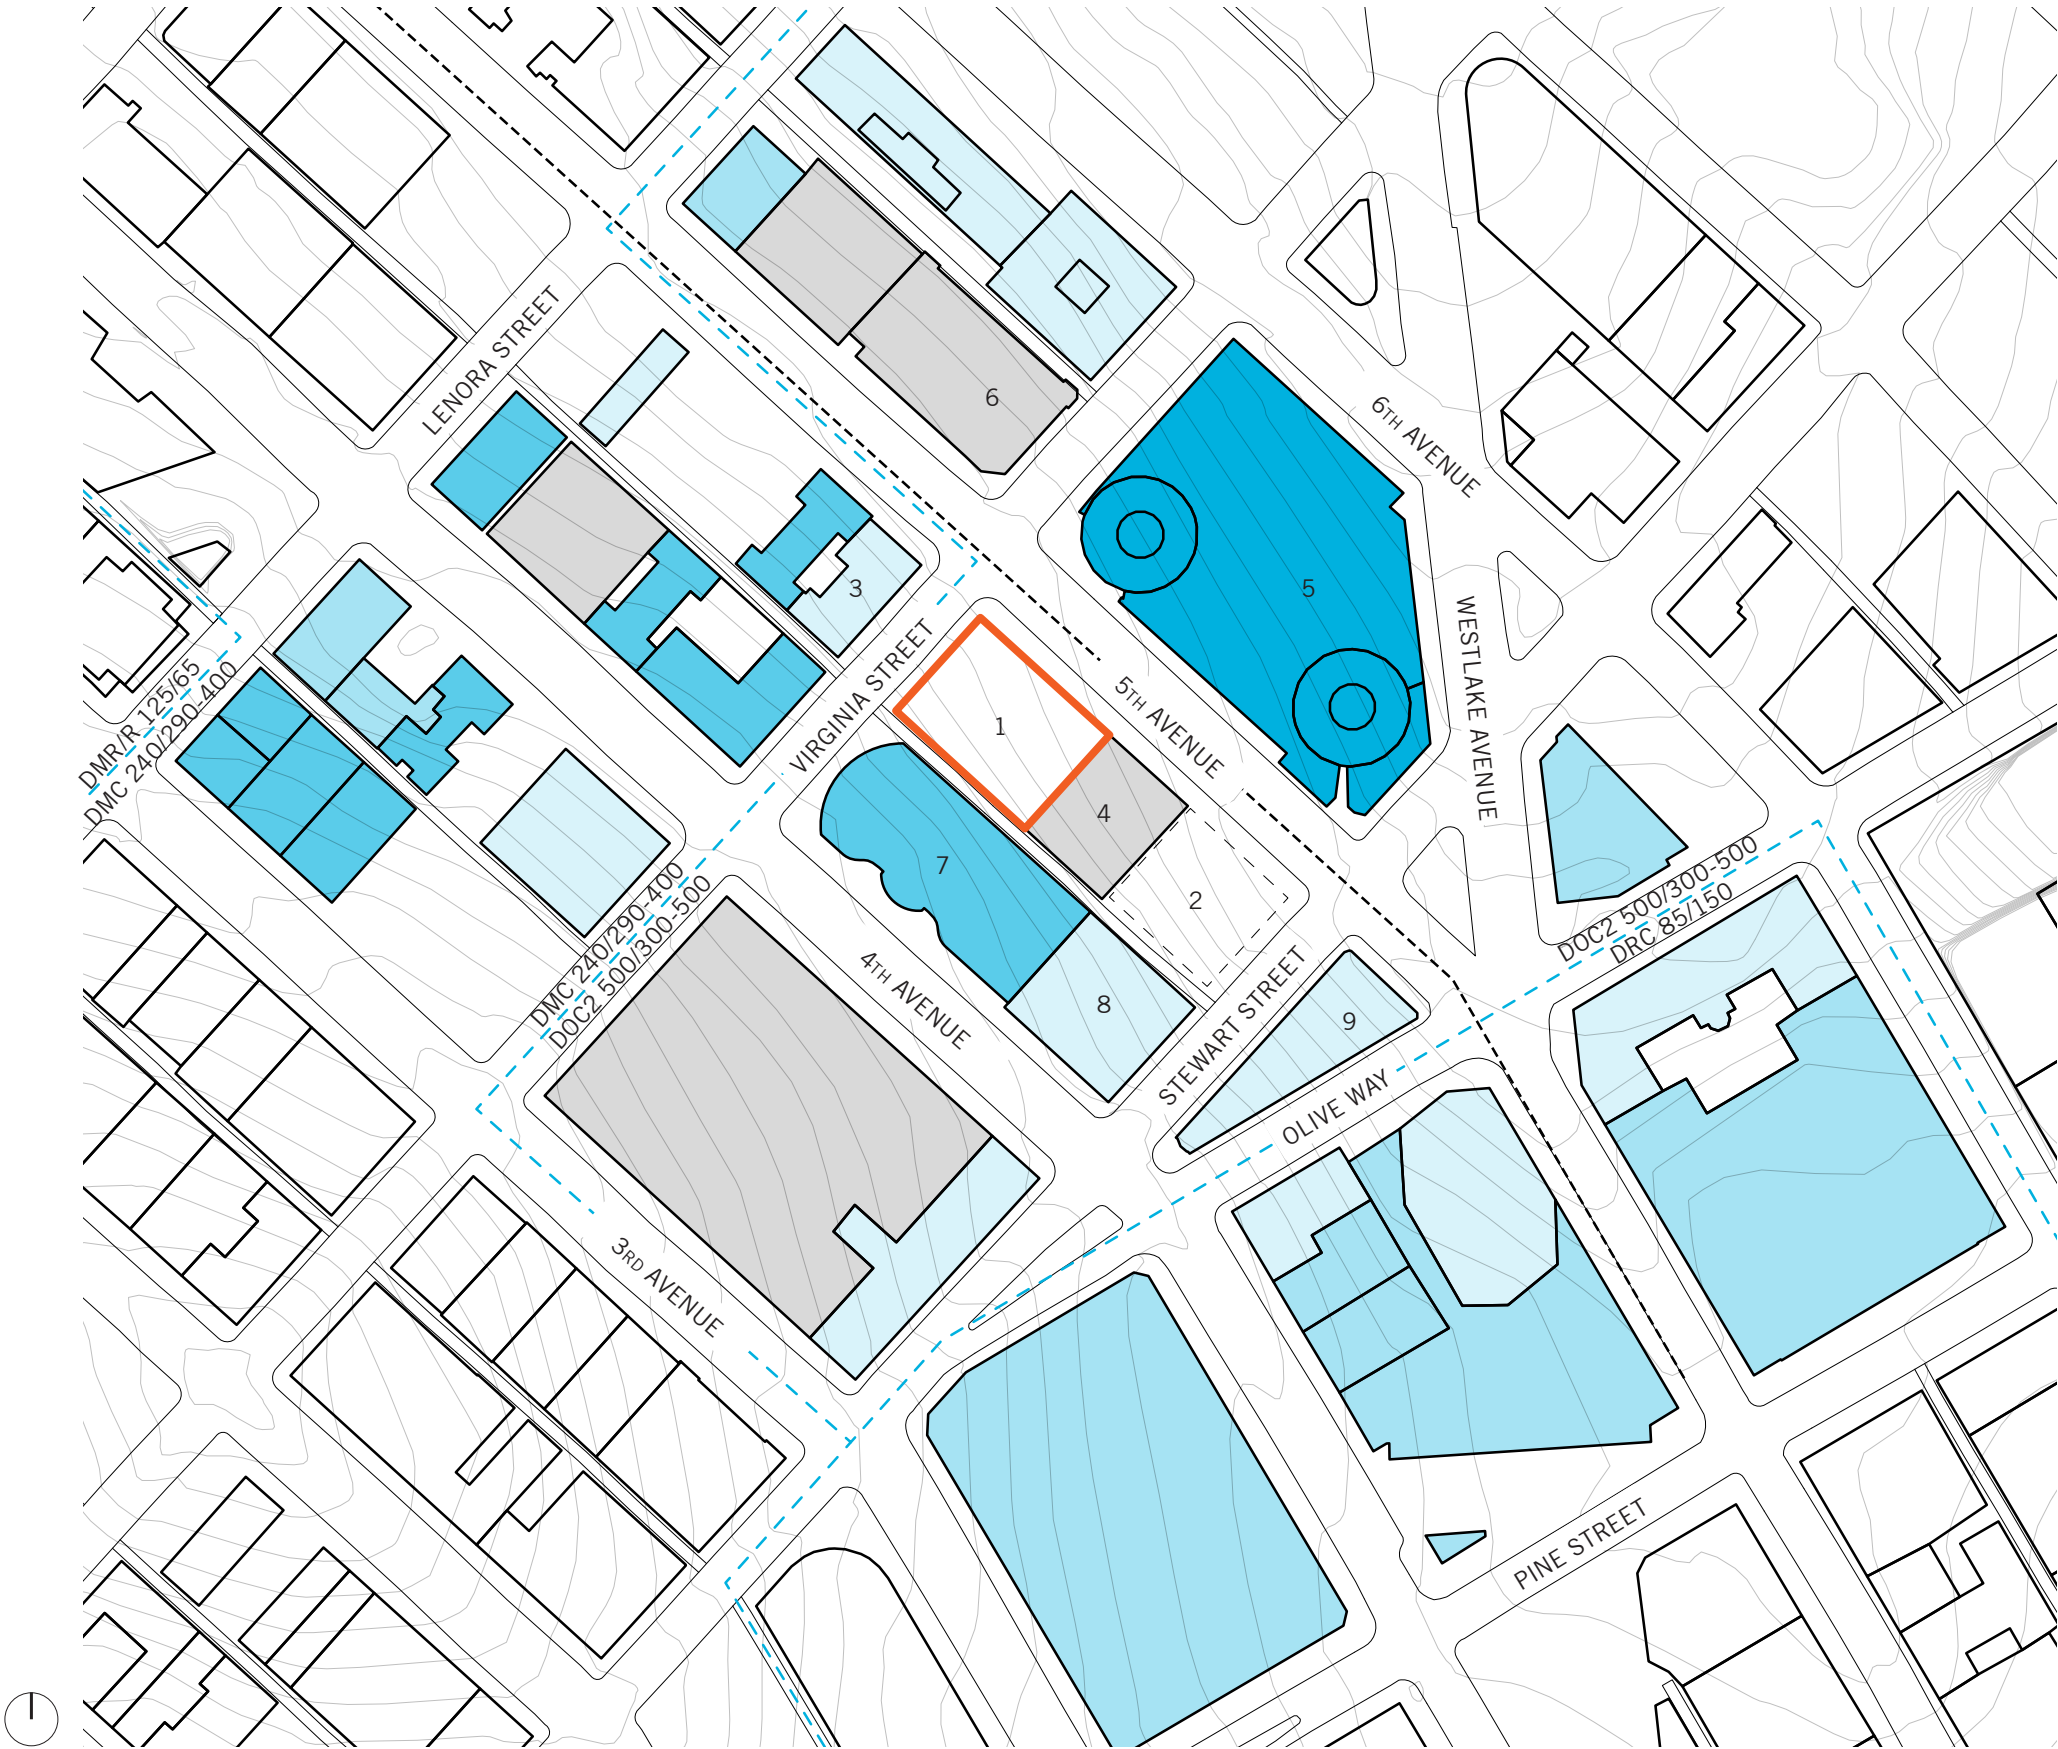 LENORA STREET
6
6TH AVENUE
3
5
VIRGINIA STREET
DMR/R 125/65
DMC 240/290-400
1
5TH AVENUE
WESTLAKE AVENUE
4
7
2
DMC 240/290-400
DOC2 500/300-500
DOC2 500/300-500
DRC 85/150
4TH AVENUE
8
9
STEWART STREET
OLIVE WAY
3RD AVENUE
PINE STREET